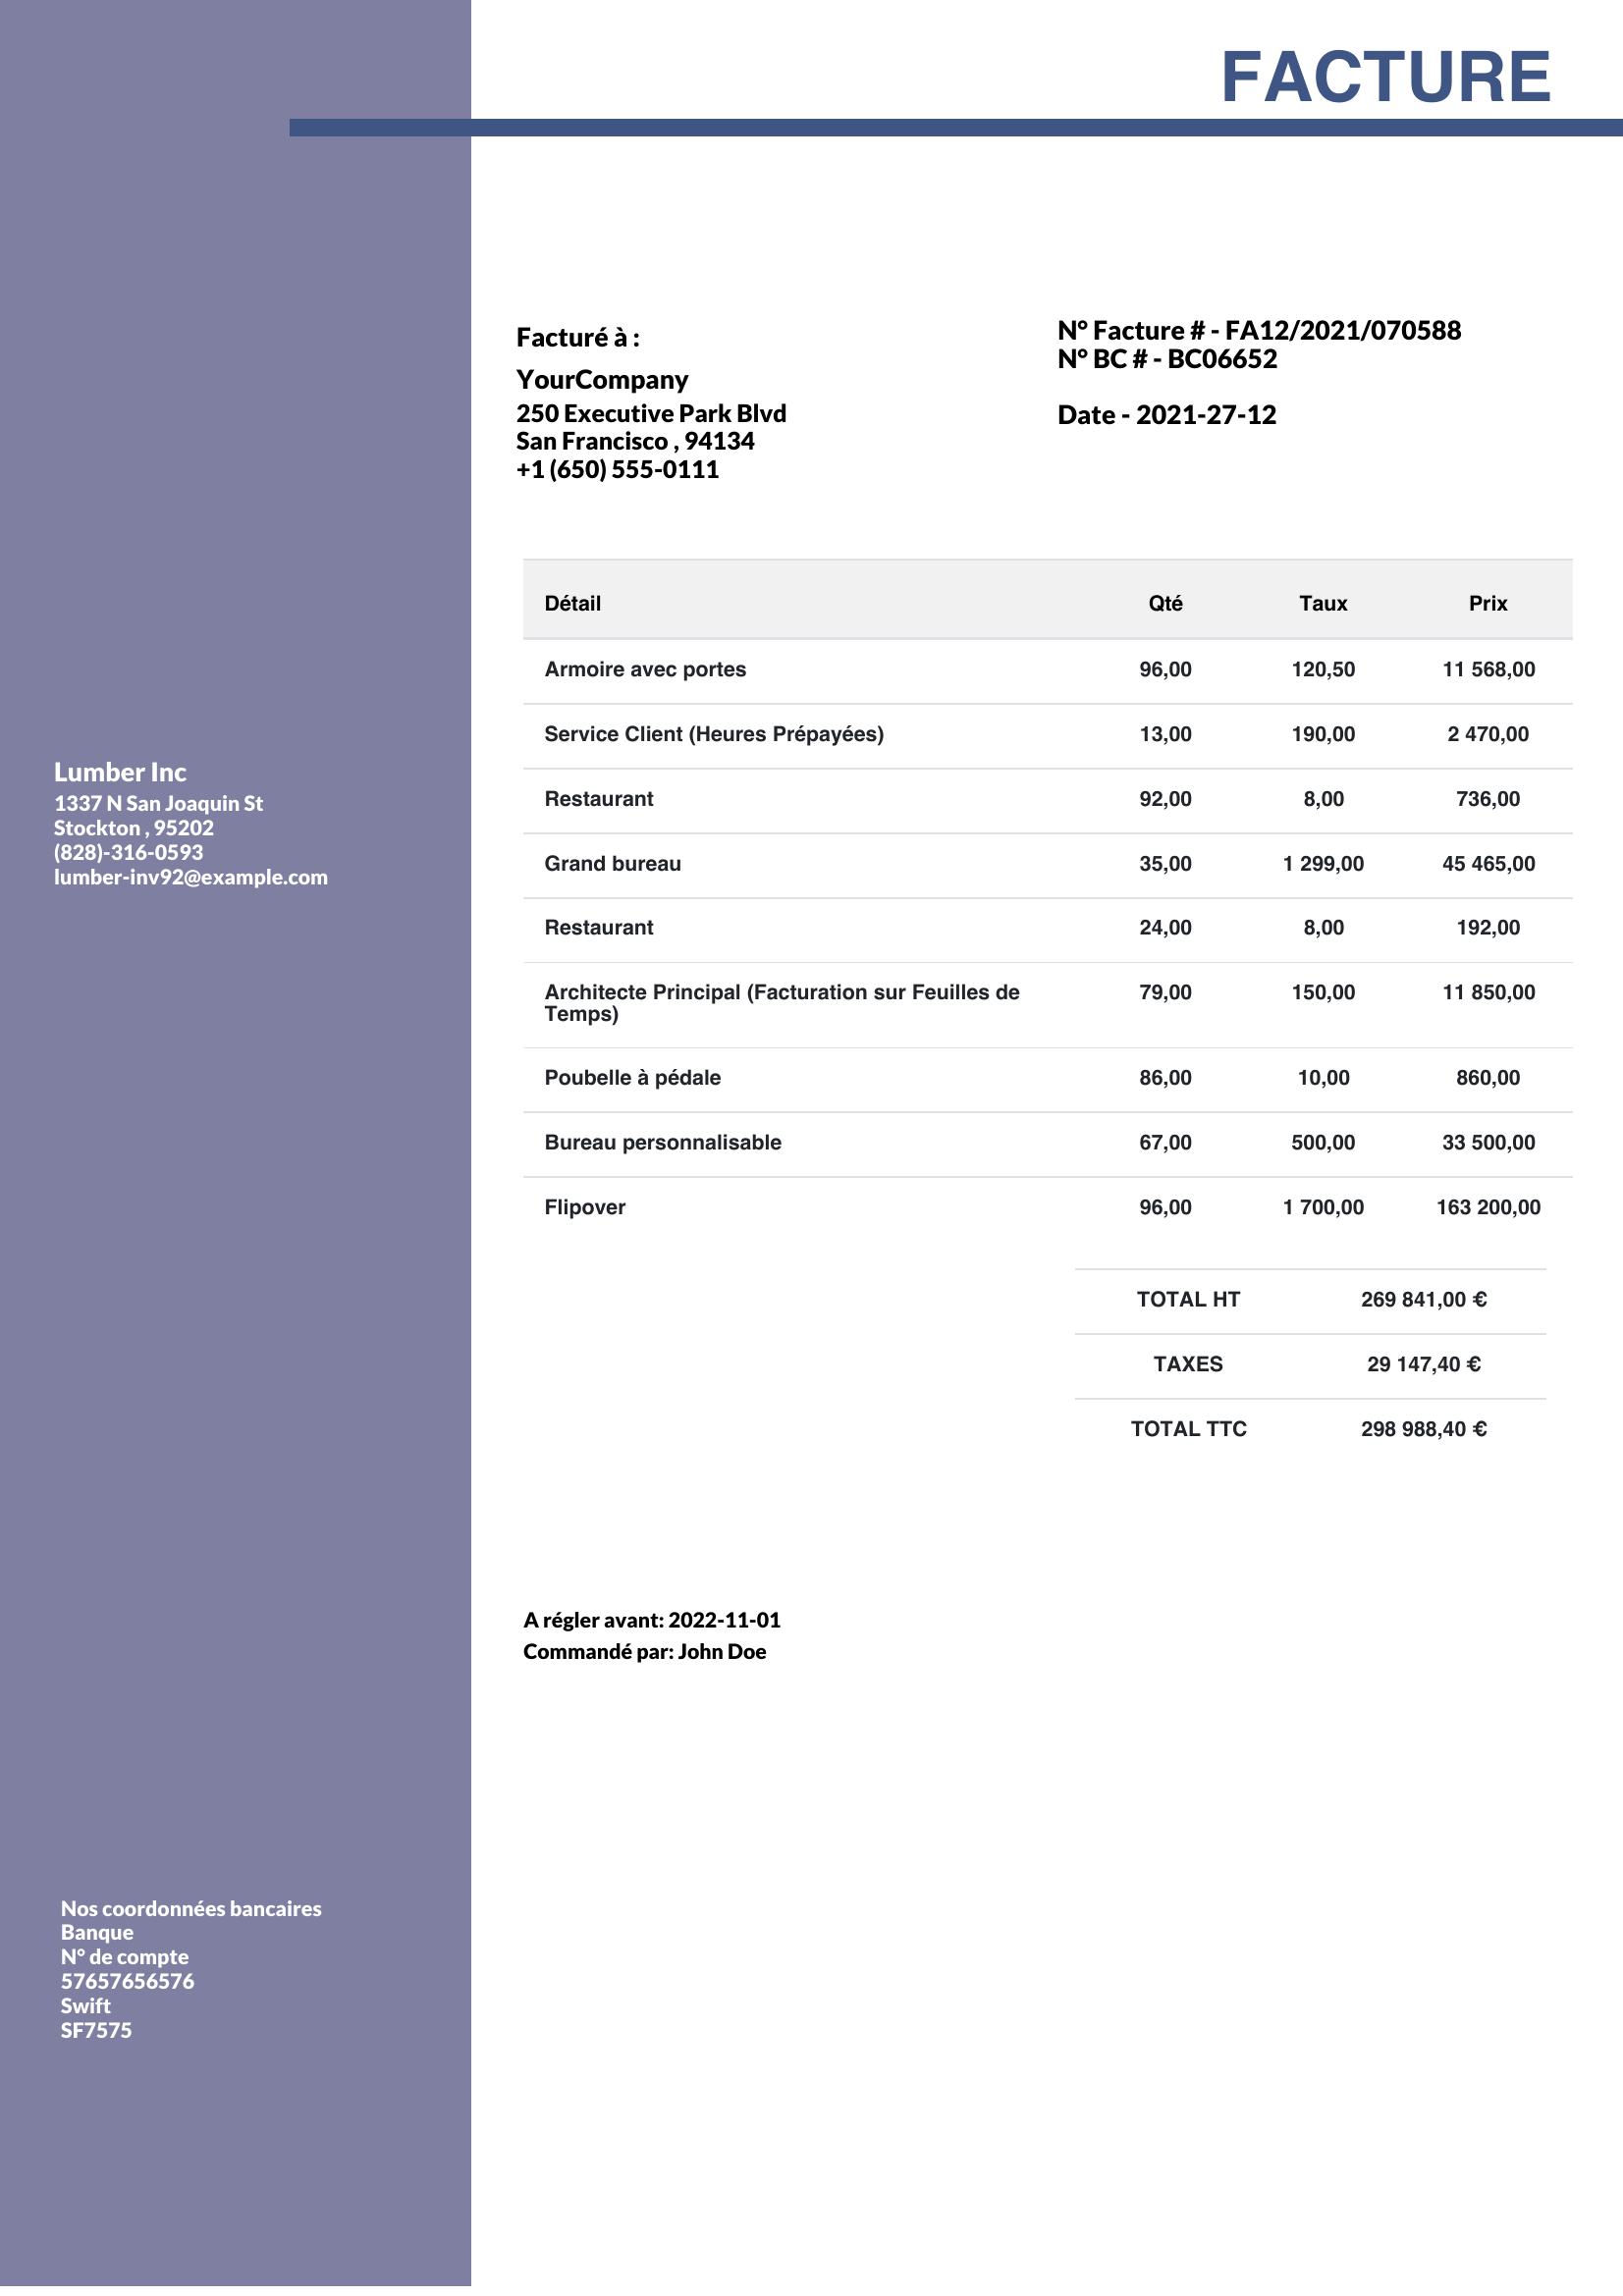 FACTURE
Facturé à :
YourCompany
250 Executive Park Blvd
San Francisco , 94134
+1 (650) 555-0111
N° Facture # - FA12/2021/070588
N° BC # - BC06652
Date - 2021-27-12
Lumber Inc
1337 N San Joaquin St
Stockton , 95202
(828)-316-0593
lumber-inv92@example.com
Détail Qté Taux Prix
Armoire avec portes 96,00 120,50 11 568,00
Service Client (Heures Prépayées) 13,00 190,00 2 470,00
Restaurant 92,00 8,00 736,00
Grand bureau 35,00 1 299,00 45 465,00
Restaurant 24,00 8,00 192,00
Architecte Principal (Facturation sur Feuilles de 79,00 150,00 11 850,00
Temps)
Poubelle à pédale 86,00 10,00 860,00
Bureau personnalisable 67,00 500,00 33 500,00
Flipover 96,00 1 700,00 163 200,00
TOTAL HT 269 841,00 €
TAXES 29 147,40 €
TOTAL TTC 298 988,40 €
A régler avant: 2022-11-01
Commandé par: John Doe
Nos coordonnées bancaires
Banque
N° de compte
57657656576
Swift
SF7575